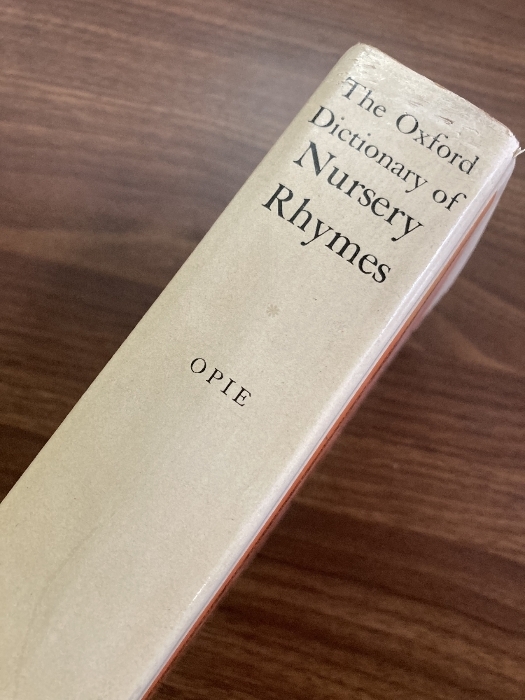 The Oxford
Dictionary of
Nursery
Rhymes
OPIE